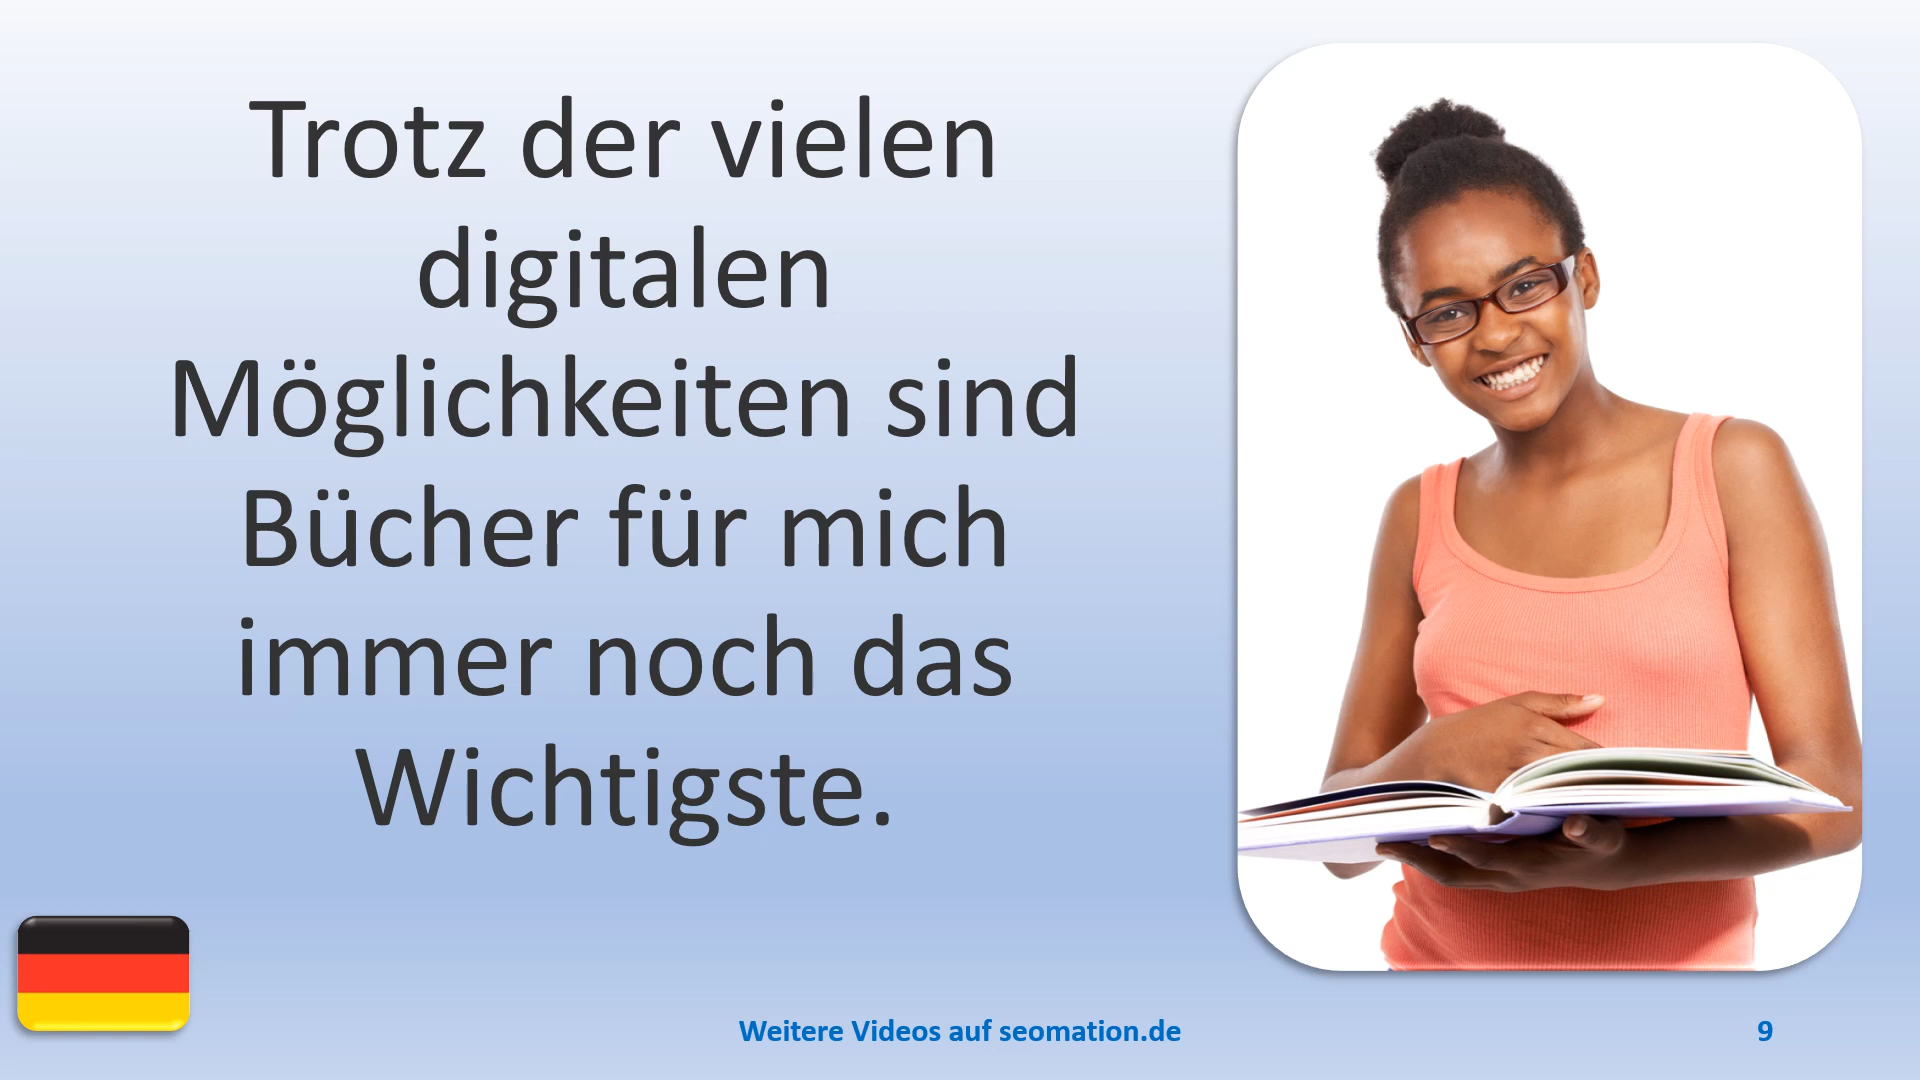 Trotz der vielen
digitalen
Möglichkeiten sind
Bücher für mich
immer noch das
Wichtigste.
Weitere Videos auf seomation.de
9